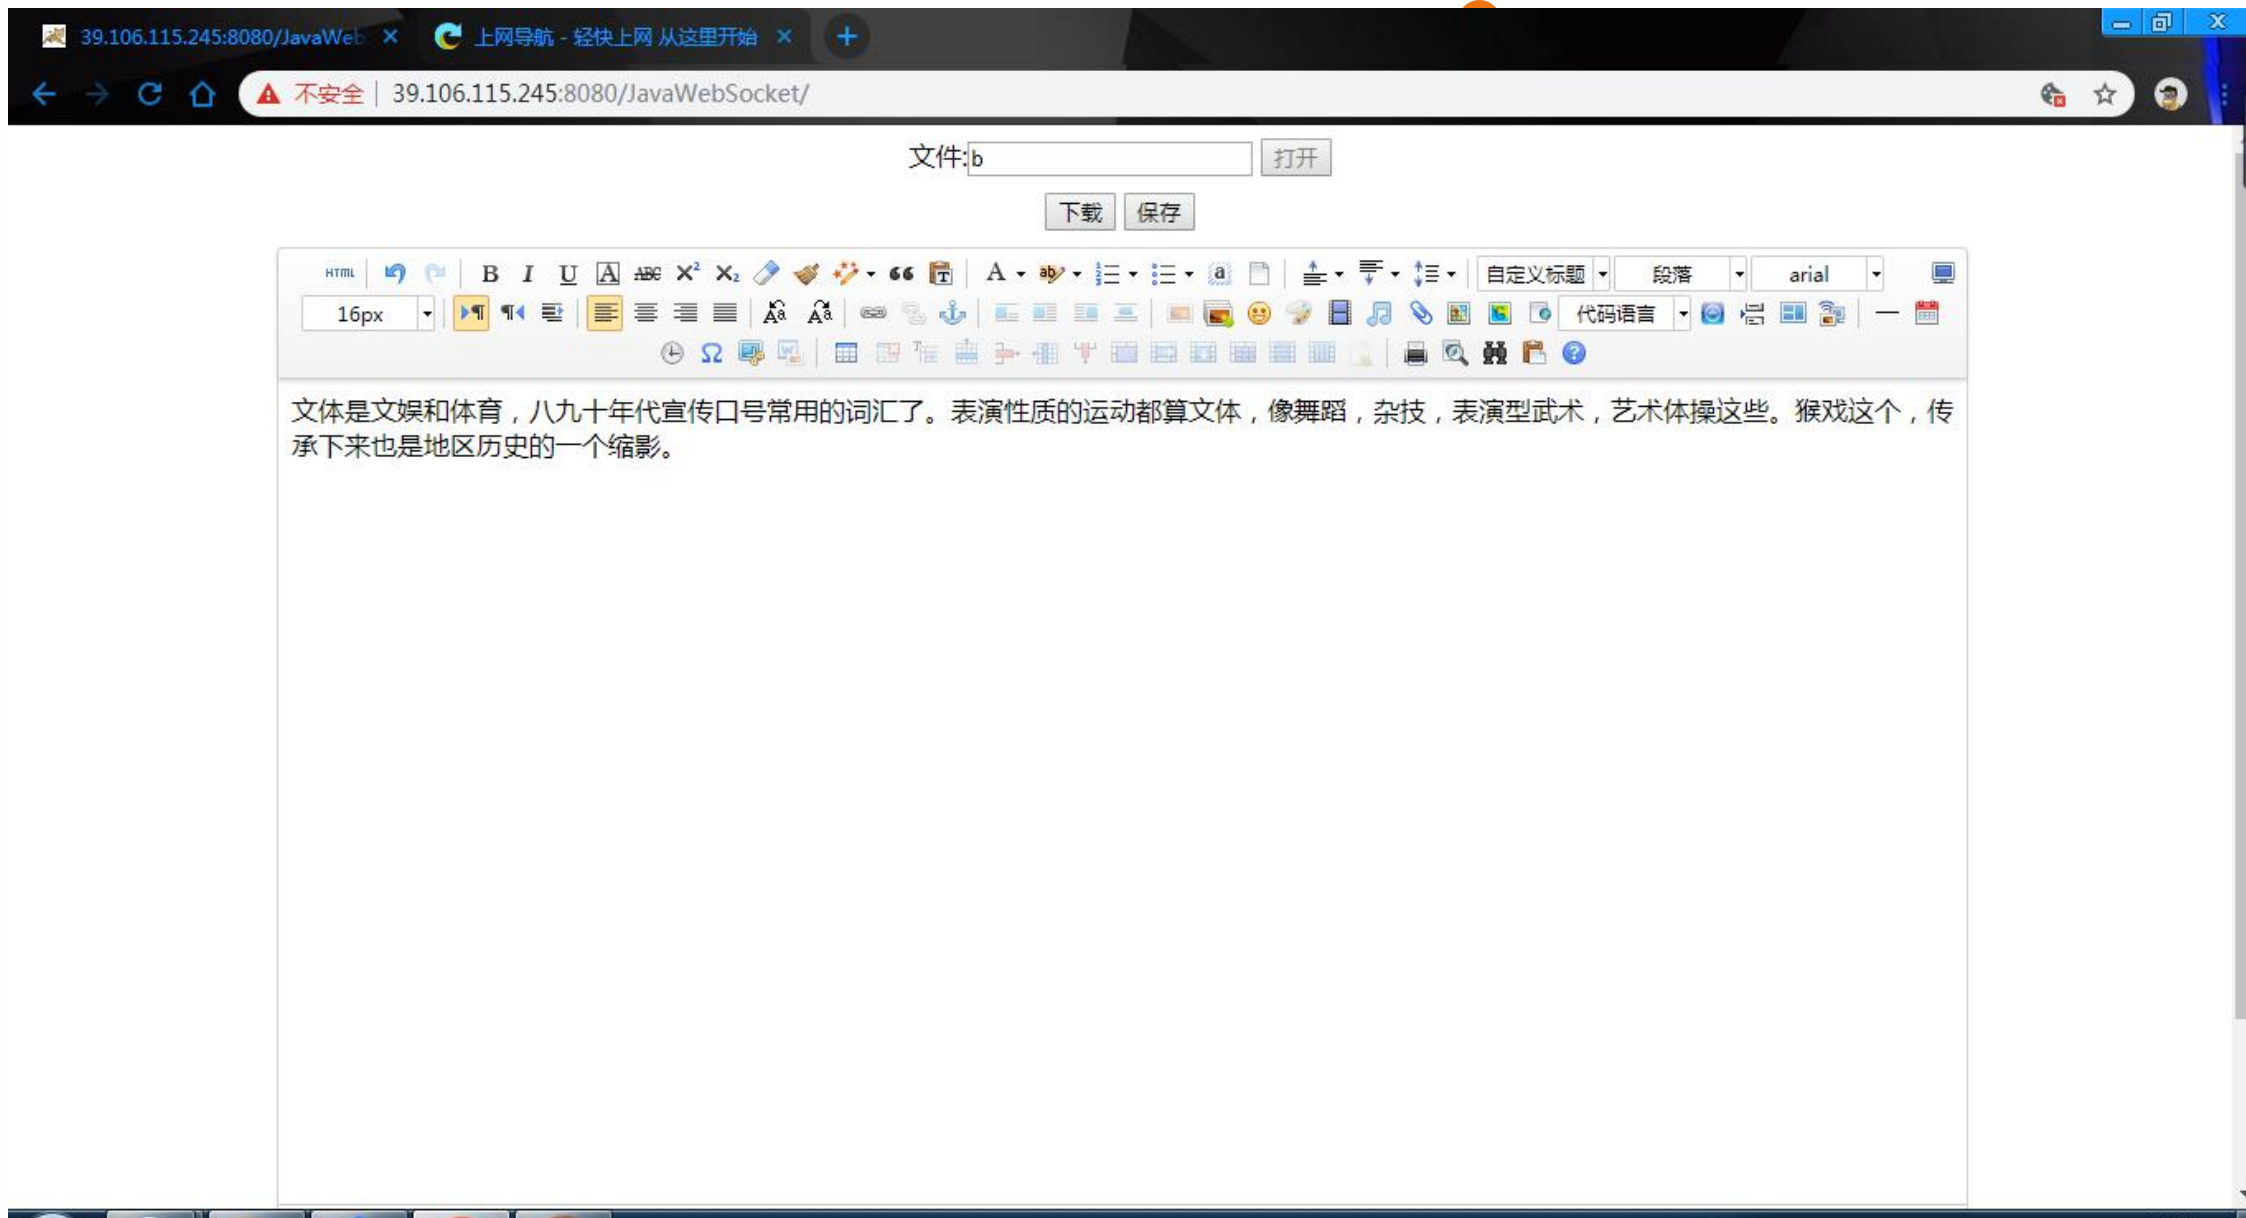 39.106.115.245:8080/JavaWeb
上网导航 - 轻快上网 从这里开始
不安全 | 39.106.115.245:8080/JavaWebSocket/
文件:b 打开
下载 保存
HTML B I U A ABC X² X₂ A 自定义标题 段落 arial
16px 代码语言
文体是文娱和体育，八九十年代宣传口号常用的词汇了。表演性质的运动都算文体，像舞蹈，杂技，表演型武术，艺术体操这些。猴戏这个，传
承下来也是地区历史的一个缩影。